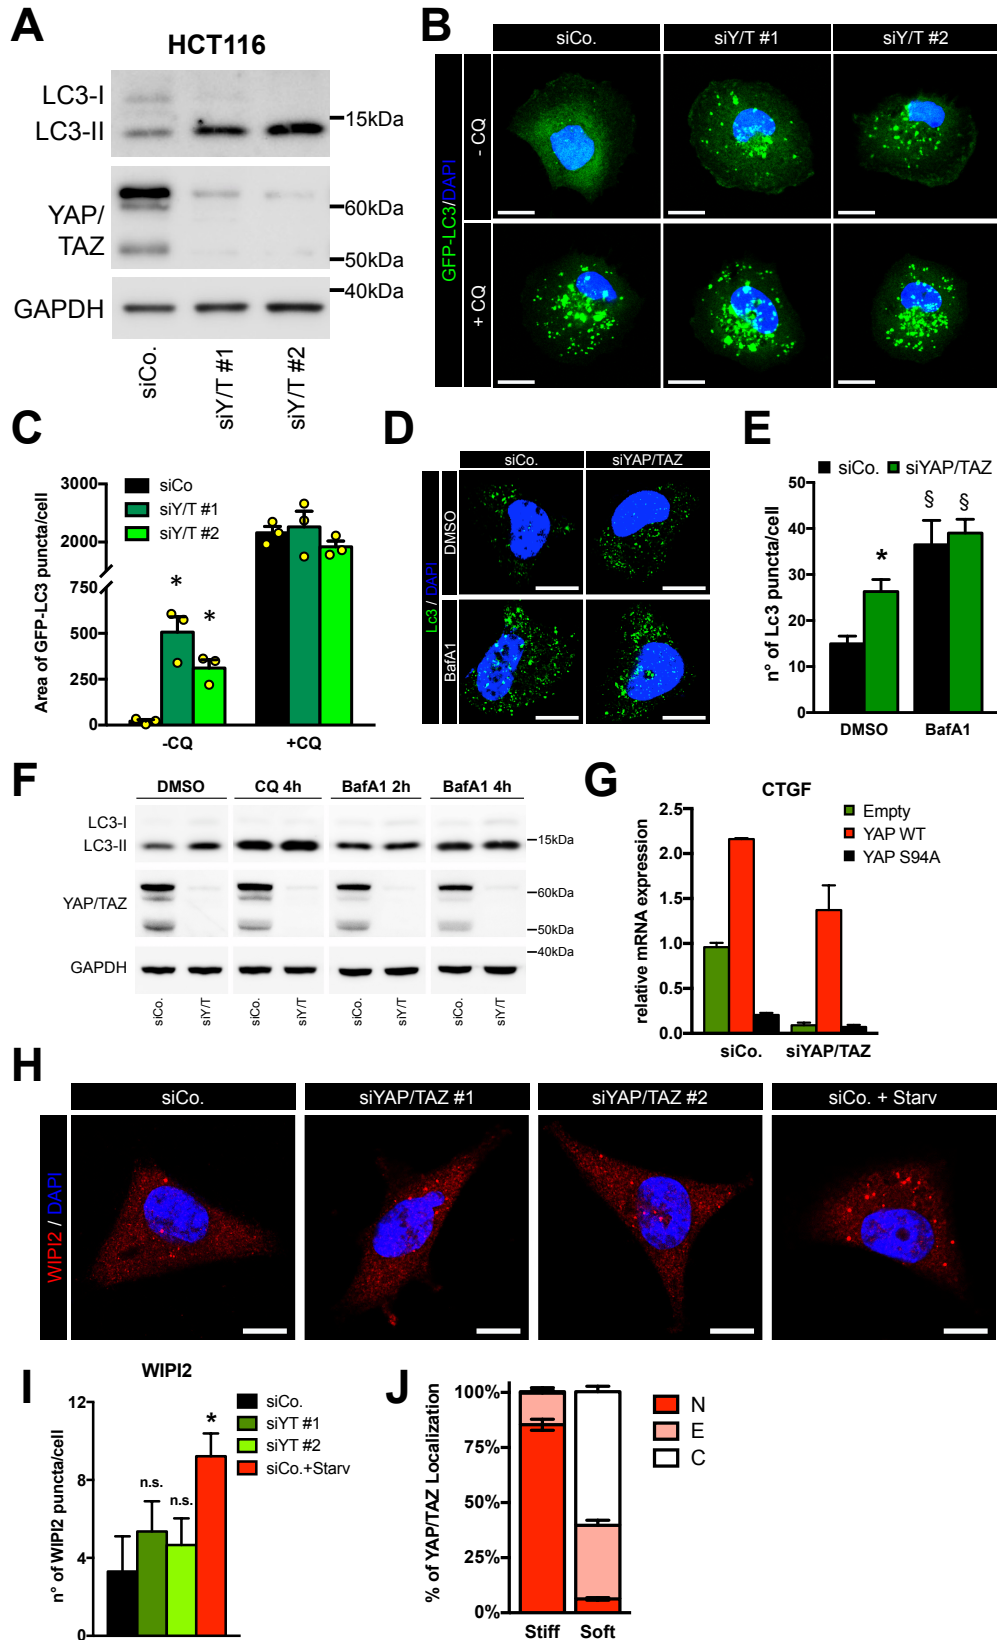 A
HCT116
LC3-I
LC3-II
15kDa
YAP/
TAZ
60kDa
50kDa
40kDa
GAPDH
siCo.
siY/T #1
siY/T #2
B
siCo.
siY/T #1
siY/T #2
GFP-LC3/DAPI
- CQ
+ CQ
C
Area of GFP-LC3 puncta/cell
3000
2000
750
500
250
0
siCo
siY/T #1
siY/T #2
*
*
-CQ
+CQ
D
siCo.
siYAP/TAZ
Lc3 / DAPI
DMSO
BafA1
E
siCo.
siYAP/TAZ
n° of Lc3 puncta/cell
50
40
30
20
10
0
*
§
§
DMSO
BafA1
F
DMSO
CQ 4h
BafA1 2h
BafA1 4h
LC3-I
LC3-II
15kDa
YAP/TAZ
60kDa
50kDa
40kDa
GAPDH
siCo.
siY/T
siCo.
siY/T
siCo.
siY/T
siCo.
siY/T
G
CTGF
Empty
YAP WT
YAP S94A
relative mRNA expression
2.5
2.0
1.5
1.0
0.5
0.0
siCo.
siYAP/TAZ
H
siCo.
siYAP/TAZ #1
siYAP/TAZ #2
siCo. + Starv
WIPI2 / DAPI
I
WIPI2
siCo.
siYT #1
siYT #2
siCo.+Starv
n° of WIPI2 puncta/cell
12
8
4
0
n.s.
n.s.
*
J
% of YAP/TAZ Localization
100%
75%
50%
25%
0%
N
E
C
Stiff
Soft